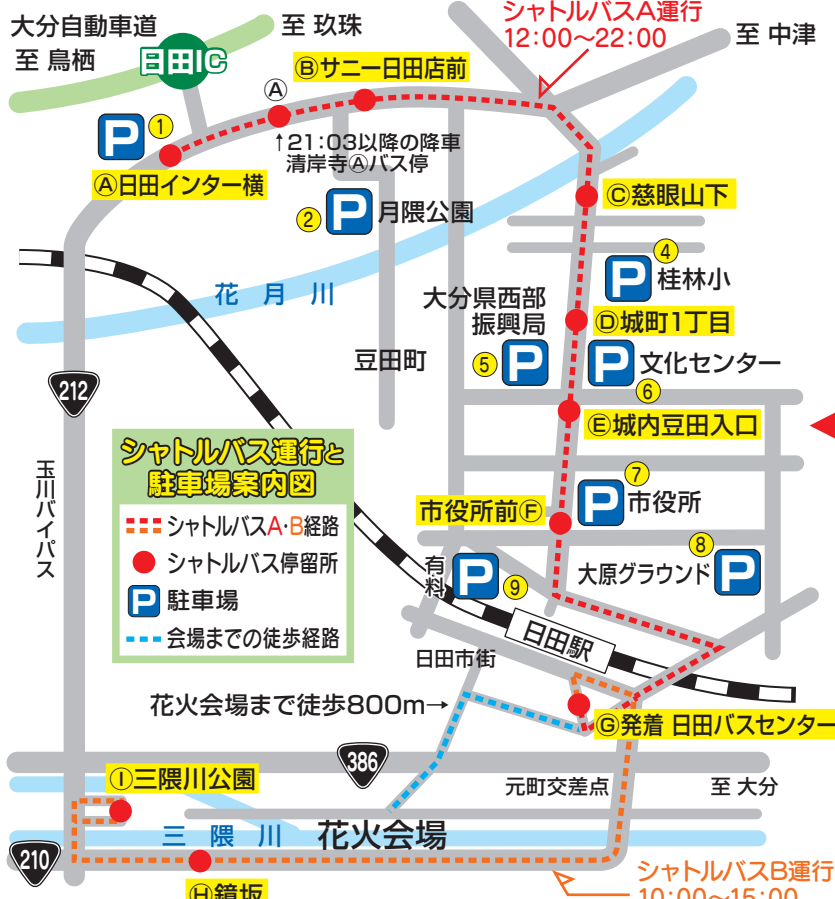 大分自動車道
至 鳥栖
日田IC
至 玖珠
シャトルバスA運行
12:00〜22:00
至 中津
Ⓑサニー日田店前
Ⓐ
①
P
↑21:03以降の降車
清岸寺Ⓐバス停
Ⓐ日田インター横
②
P
月隈公園
Ⓒ慈眼山下
④
P
桂林小
花月川
大分県西部
振興局
Ⓓ城町1丁目
⑤
P
P
文化センター
⑥
豆田町
212
Ⓔ城内豆田入口
シャトルバス運行と
駐車場案内図
シャトルバスA・B経路
シャトルバス停留所
P 駐車場
会場までの徒歩経路
玉川バイパス
⑦
P
市役所
市役所前Ⓕ
⑧
大原グラウンド
P
有料
P
⑨
日田駅
日田市街
花火会場まで徒歩800m→
Ⓖ発着 日田バスセンター
386
Ⓘ三隈川公園
元町交差点
至 大分
三隈川
花火会場
210
Ⓗ鏡坂
シャトルバスB運行
10:00〜15:00